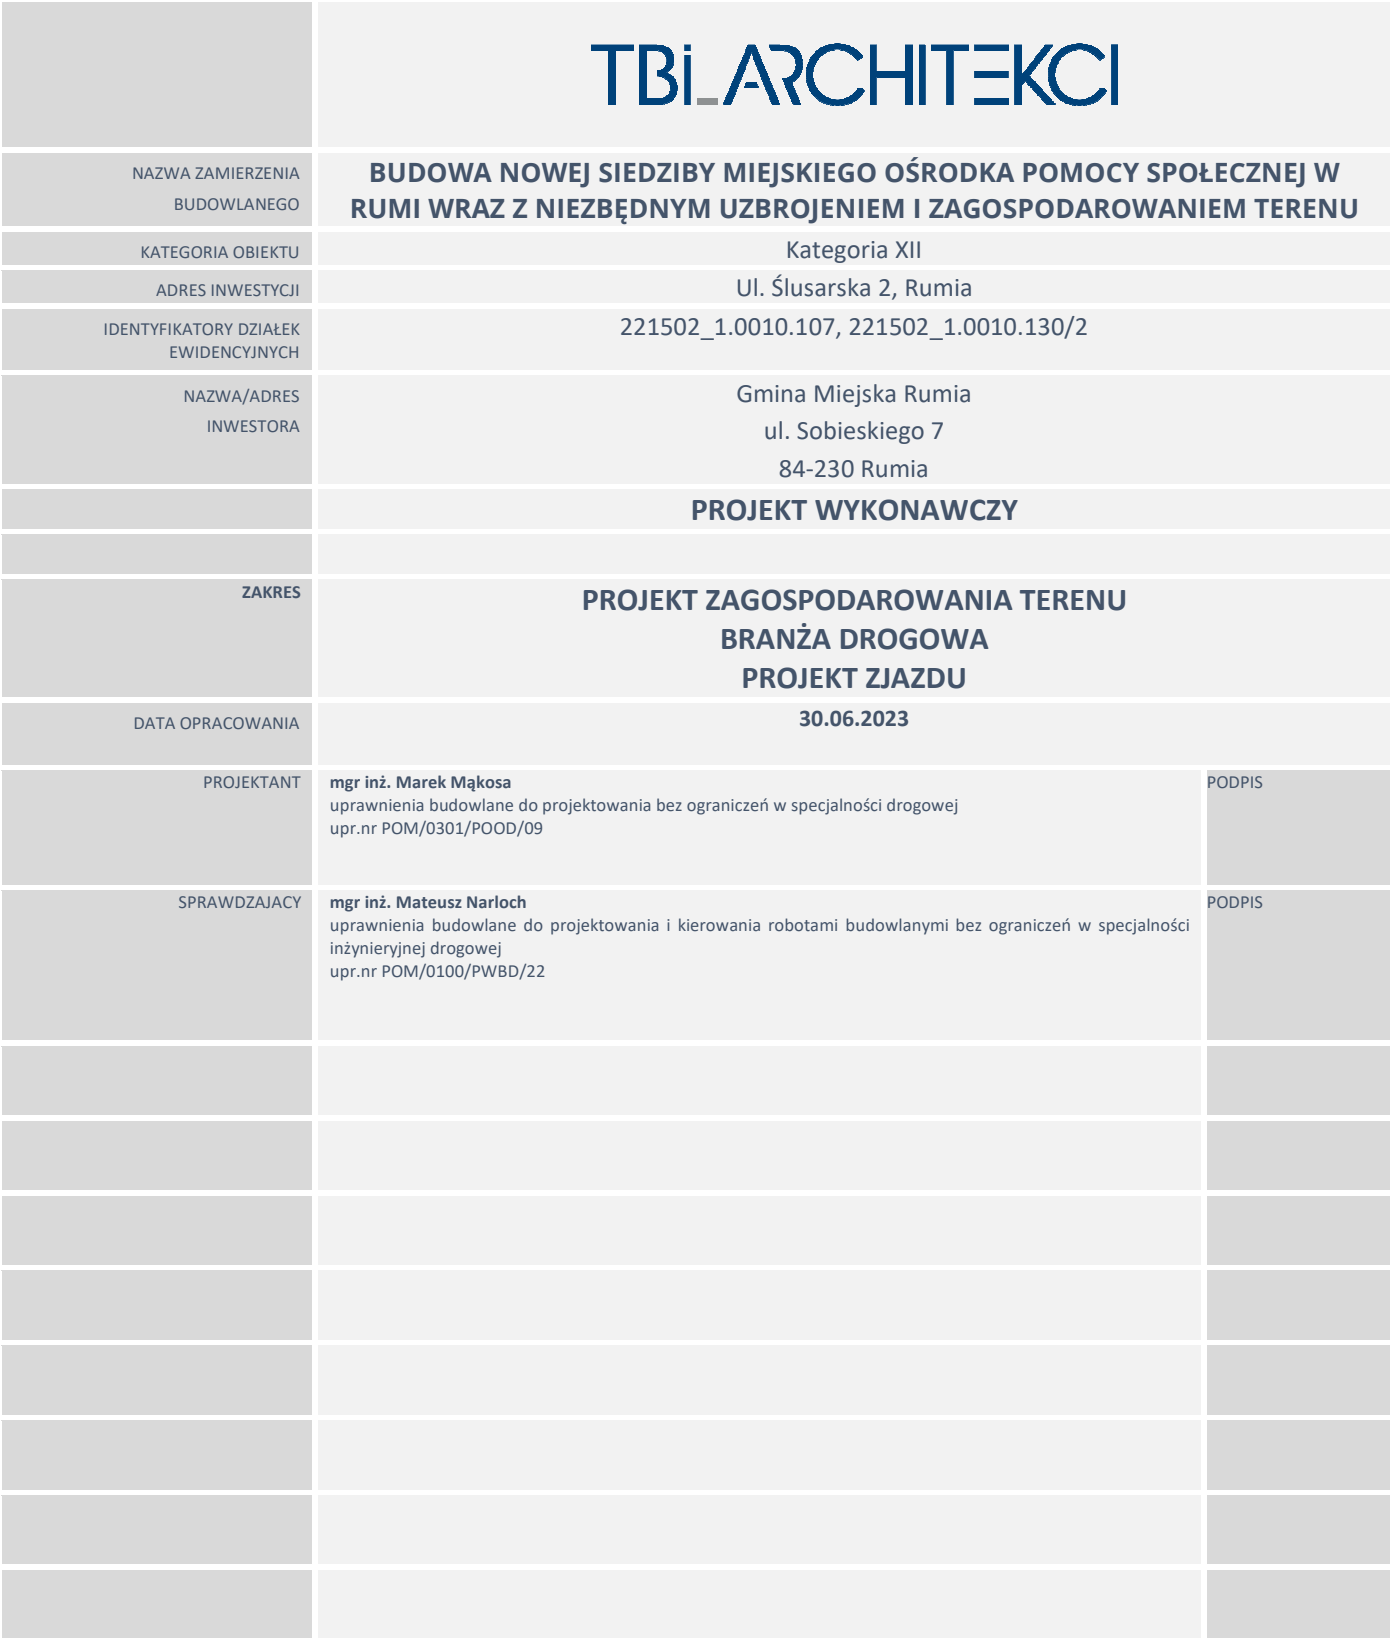 TBi_ARCHITEKCI
NAZWA ZAMIERZENIA
BUDOWLANEGO
BUDOWA NOWEJ SIEDZIBY MIEJSKIEGO OŚRODKA POMOCY SPOŁECZNEJ W
RUMI WRAZ Z NIEZBĘDNYM UZBROJENIEM I ZAGOSPODAROWANIEM TERENU
KATEGORIA OBIEKTU
Kategoria XII
ADRES INWESTYCJI
Ul. Ślusarska 2, Rumia
IDENTYFIKATORY DZIAŁEK
EWIDENCYJNYCH
221502_1.0010.107, 221502_1.0010.130/2
NAZWA/ADRES
INWESTORA
Gmina Miejska Rumia
ul. Sobieskiego 7
84-230 Rumia
PROJEKT WYKONAWCZY
ZAKRES
PROJEKT ZAGOSPODAROWANIA TERENU
BRANŻA DROGOWA
PROJEKT ZJAZDU
DATA OPRACOWANIA
30.06.2023
PROJEKTANT
mgr inż. Marek Mąkosa
uprawnienia budowlane do projektowania bez ograniczeń w specjalności drogowej
upr.nr POM/0301/POOD/09
PODPIS
SPRAWDZAJACY
mgr inż. Mateusz Narloch
uprawnienia budowlane do projektowania i kierowania robotami budowlanymi bez ograniczeń w specjalności
inżynieryjnej drogowej
upr.nr POM/0100/PWBD/22
PODPIS